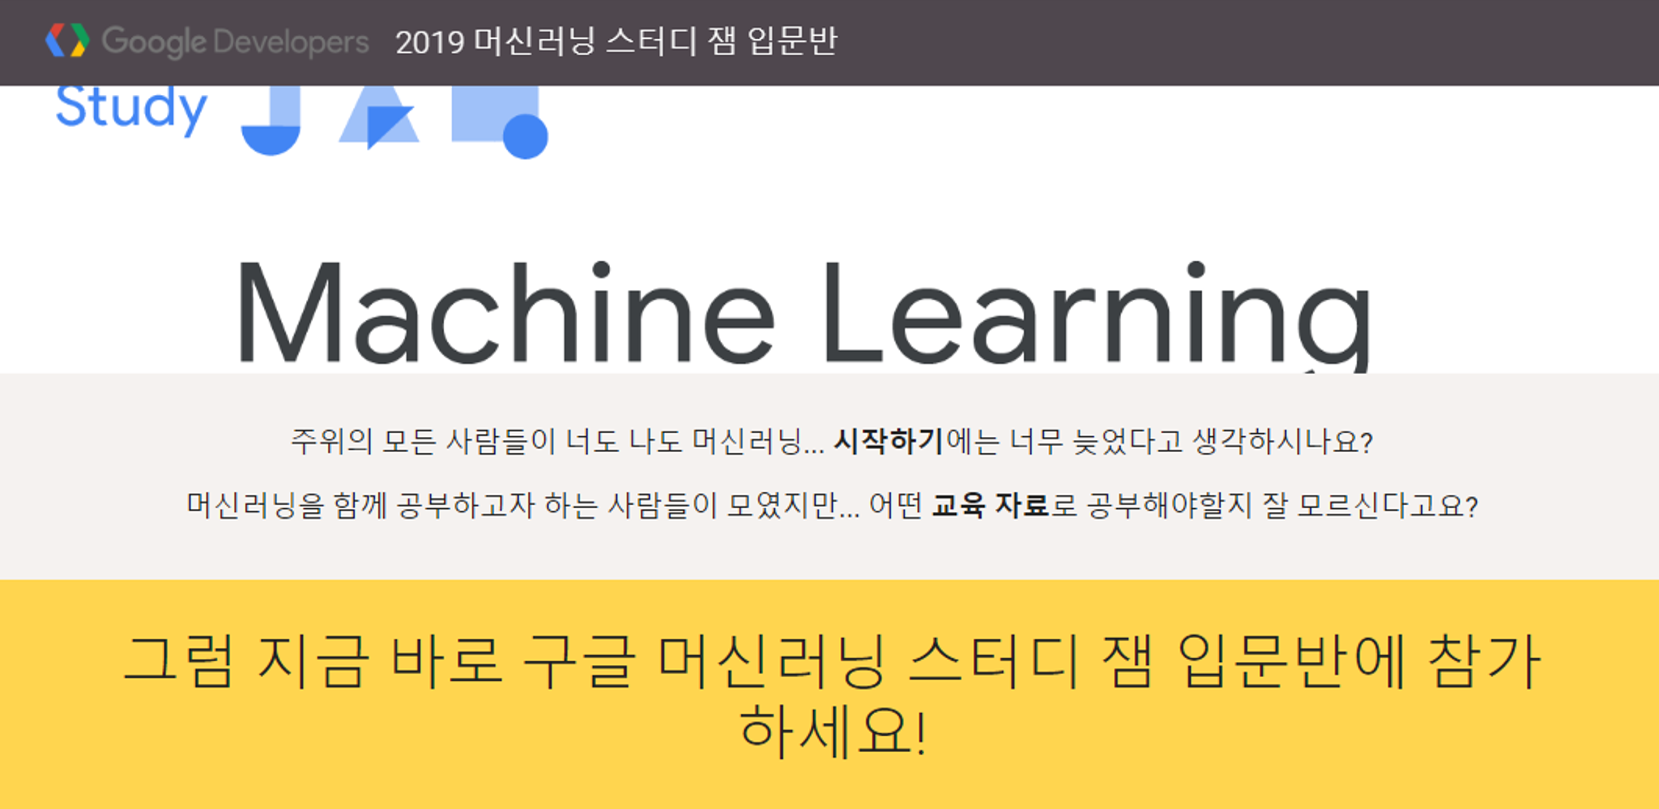 Google Developers 2019 머신러닝 스터디 잼 입문반
Study JAM
Machine Learning
주위의 모든 사람들이 너도 나도 머신러닝... 시작하기에는 너무 늦었다고 생각하시나요?
머신러닝을 함께 공부하고자 하는 사람들이 모였지만... 어떤 교육 자료로 공부해야할지 잘 모르신다고요?
그럼 지금 바로 구글 머신러닝 스터디 잼 입문반에 참가
하세요!